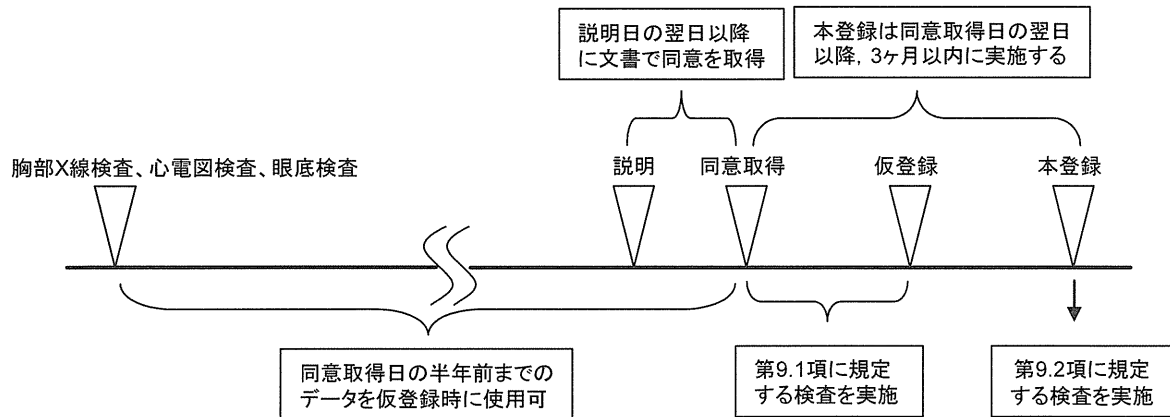 説明日の翌日以降
に文書で同意を取得
本登録は同意取得日の翌日
以降, 3ヶ月以内に実施する
胸部X線検査、心電図検査、眼底検査
説明
同意取得
仮登録
本登録
同意取得日の半年前までの
データを仮登録時に使用可
第9.1項に規定
する検査を実施
第9.2項に規定
する検査を実施